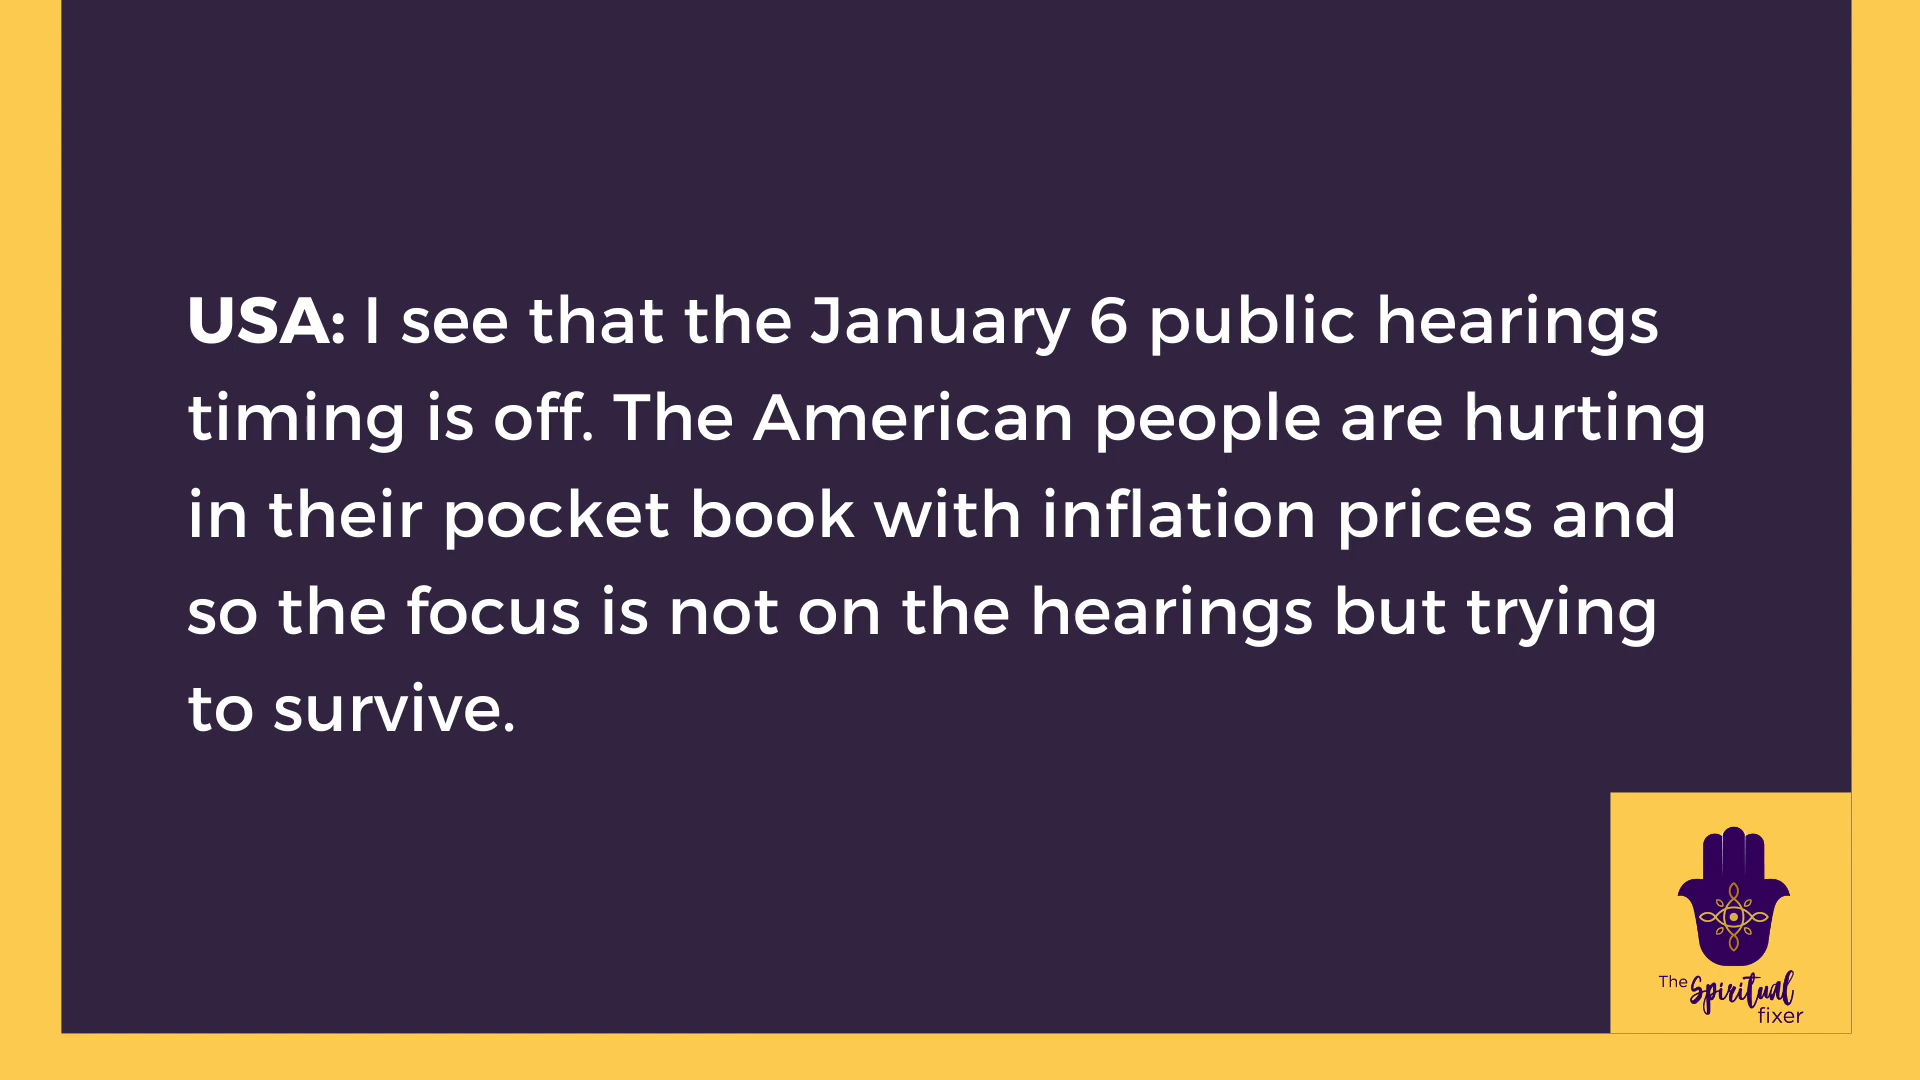 USA: I see that the January 6 public hearings
timing is off. The American people are hurting
in their pocket book with inflation prices and
so the focus is not on the hearings but trying
to survive.
The Spiritual
fixer